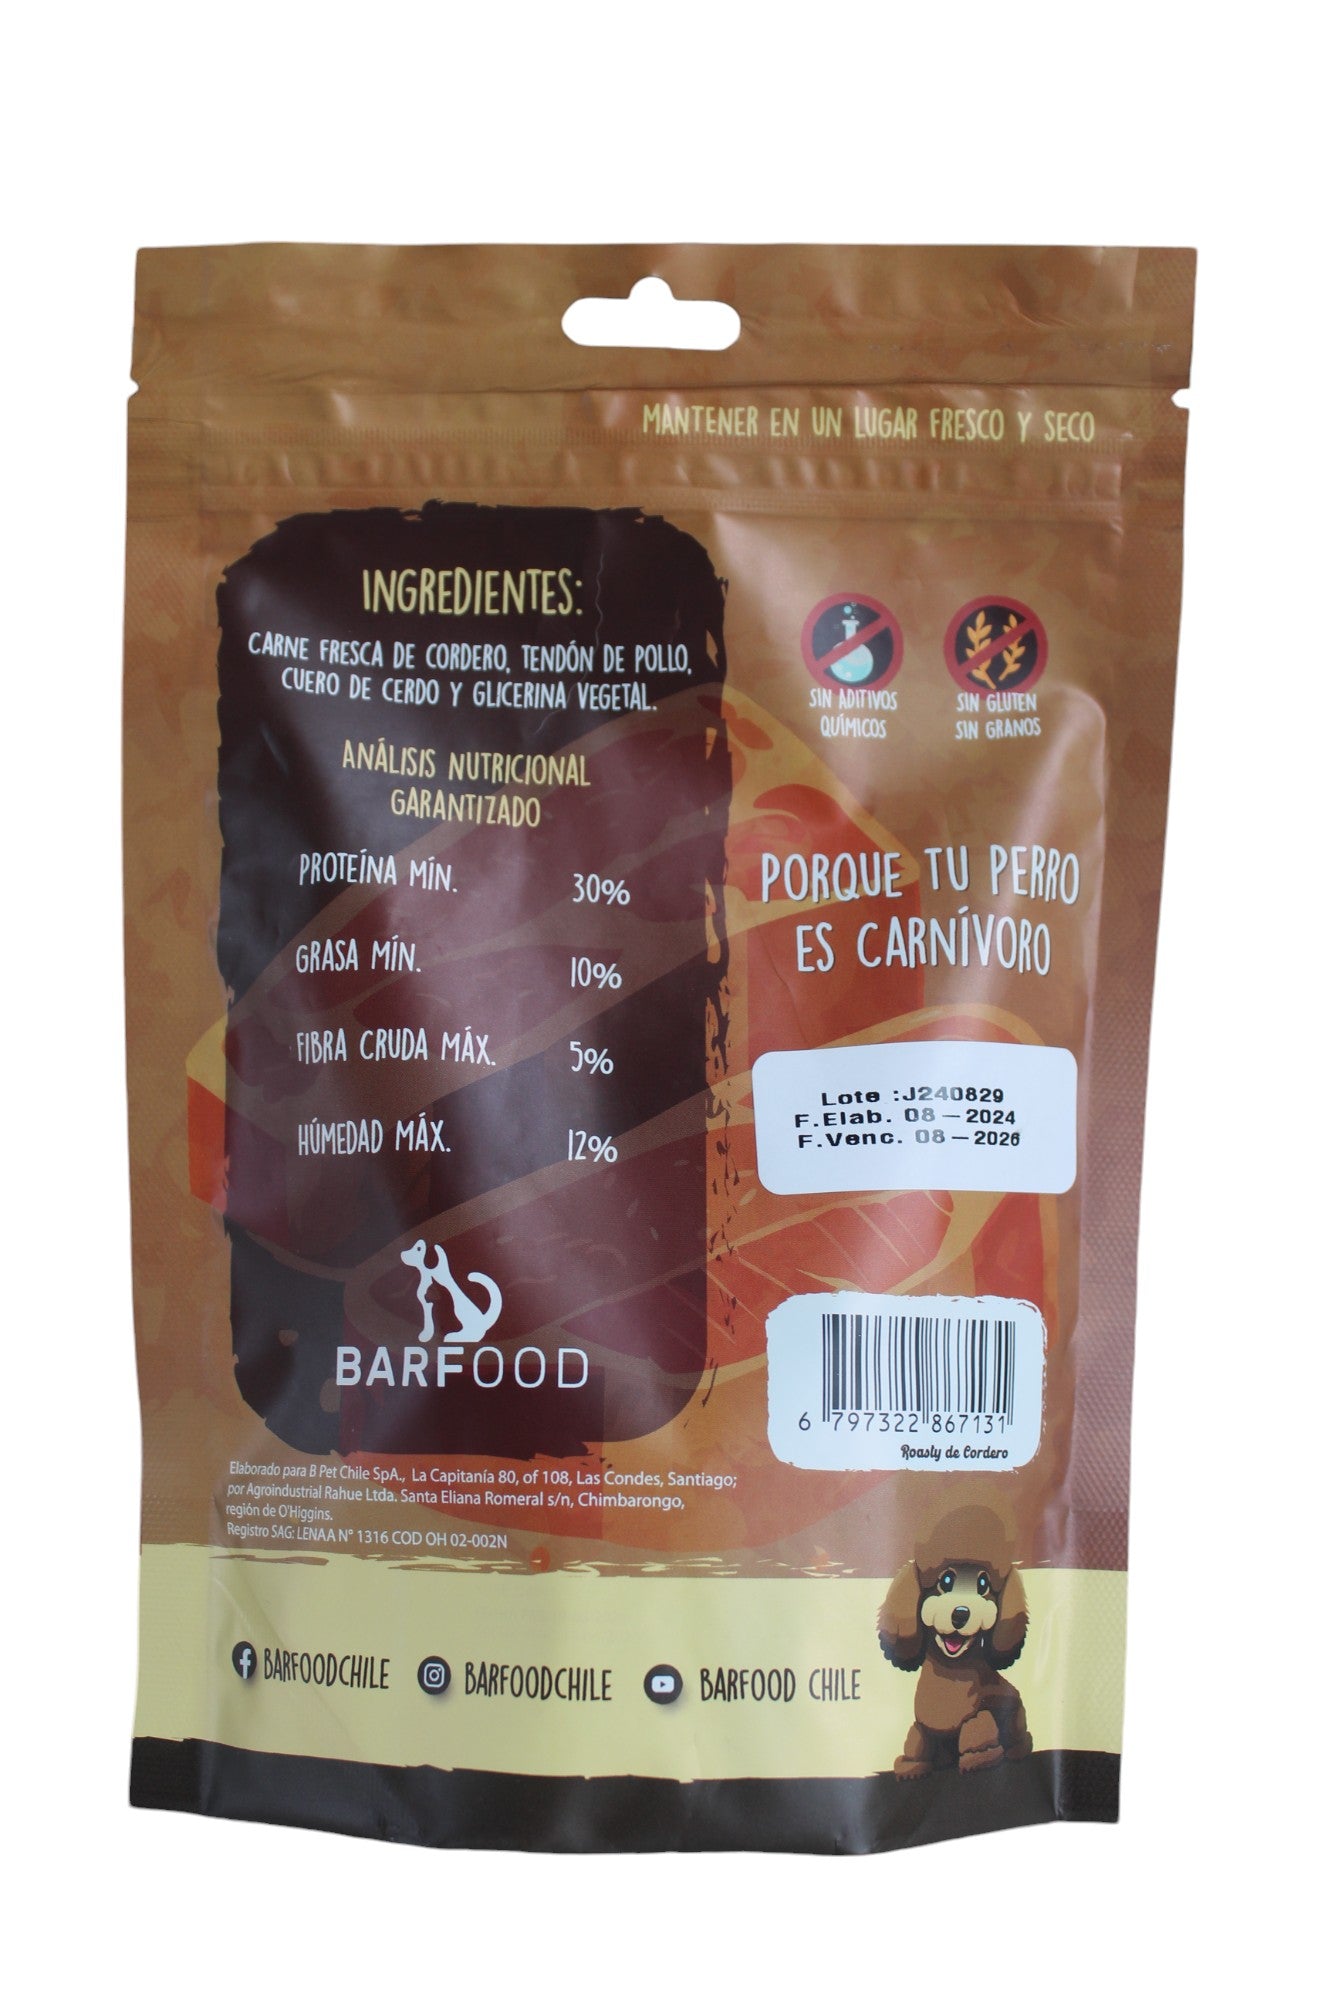 MANTENER EN UN LUGAR FRESCO Y SECO
INGREDIENTES:
CARNE FRESCA DE CORDERO, TENDÓN DE POLLO,
CUERO DE CERDO Y GLICERINA VEGETAL.
ANÁLISIS NUTRICIONAL
GARANTIZADO
PROTEÍNA MÍN. 30%
GRASA MÍN. 10%
FIBRA CRUDA MÁX. 5%
HÚMEDAD MÁX. 12%
BARFOOD
SIN ADITIVOS
QUÍMICOS
SIN GLUTEN
SIN GRANOS
PORQUE TU PERRO
ES CARNÍVORO
Lote :J240829
F.Elab. 08-2024
F.Venc. 08-2026
6 797322 867131
Roasly de Cordero
Elaborado para B Pet Chile SpA., La Capitanía 80, of 108, Las Condes, Santiago;
por Agroindustrial Rahue Ltda. Santa Eliana Romeral s/n, Chimbarongo,
región de O'Higgins.
Registro SAG: LENAA N° 1316 COD OH 02-002N
BARFOODCHILE BARFOODCHILE BARFOOD CHILE